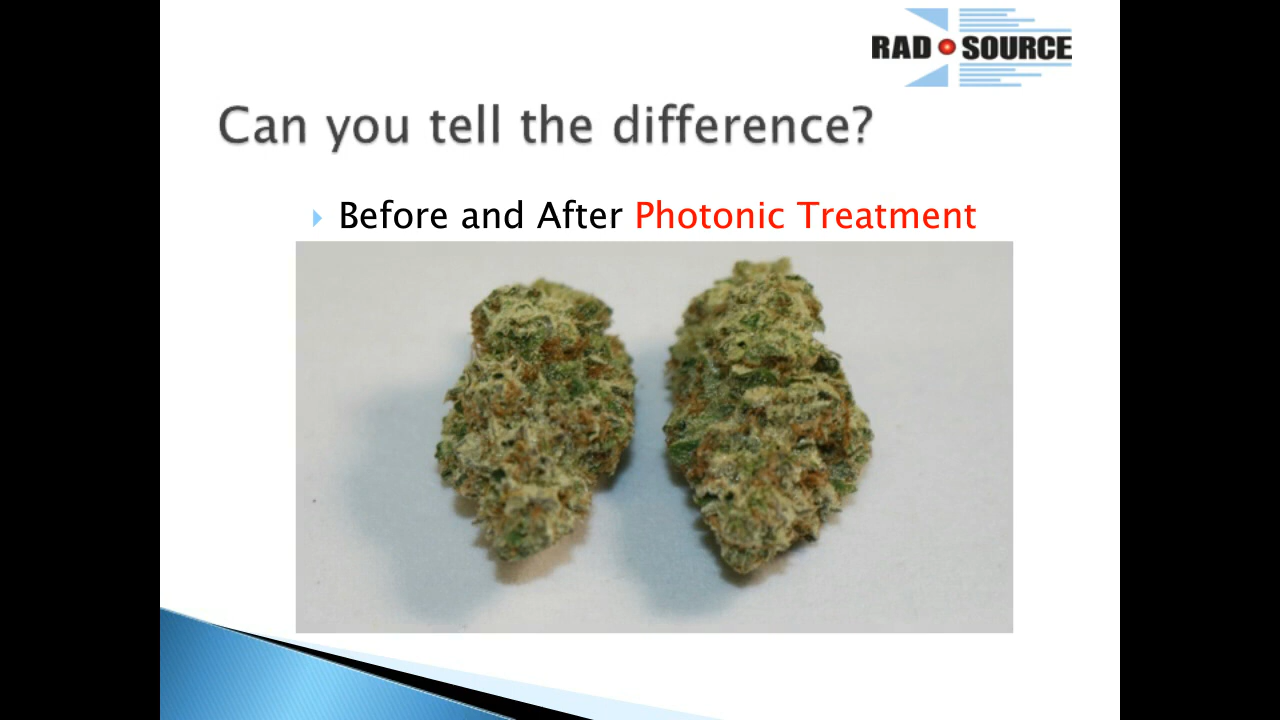 RAD SOURCE
Can you tell the difference?
Before and After Photonic Treatment